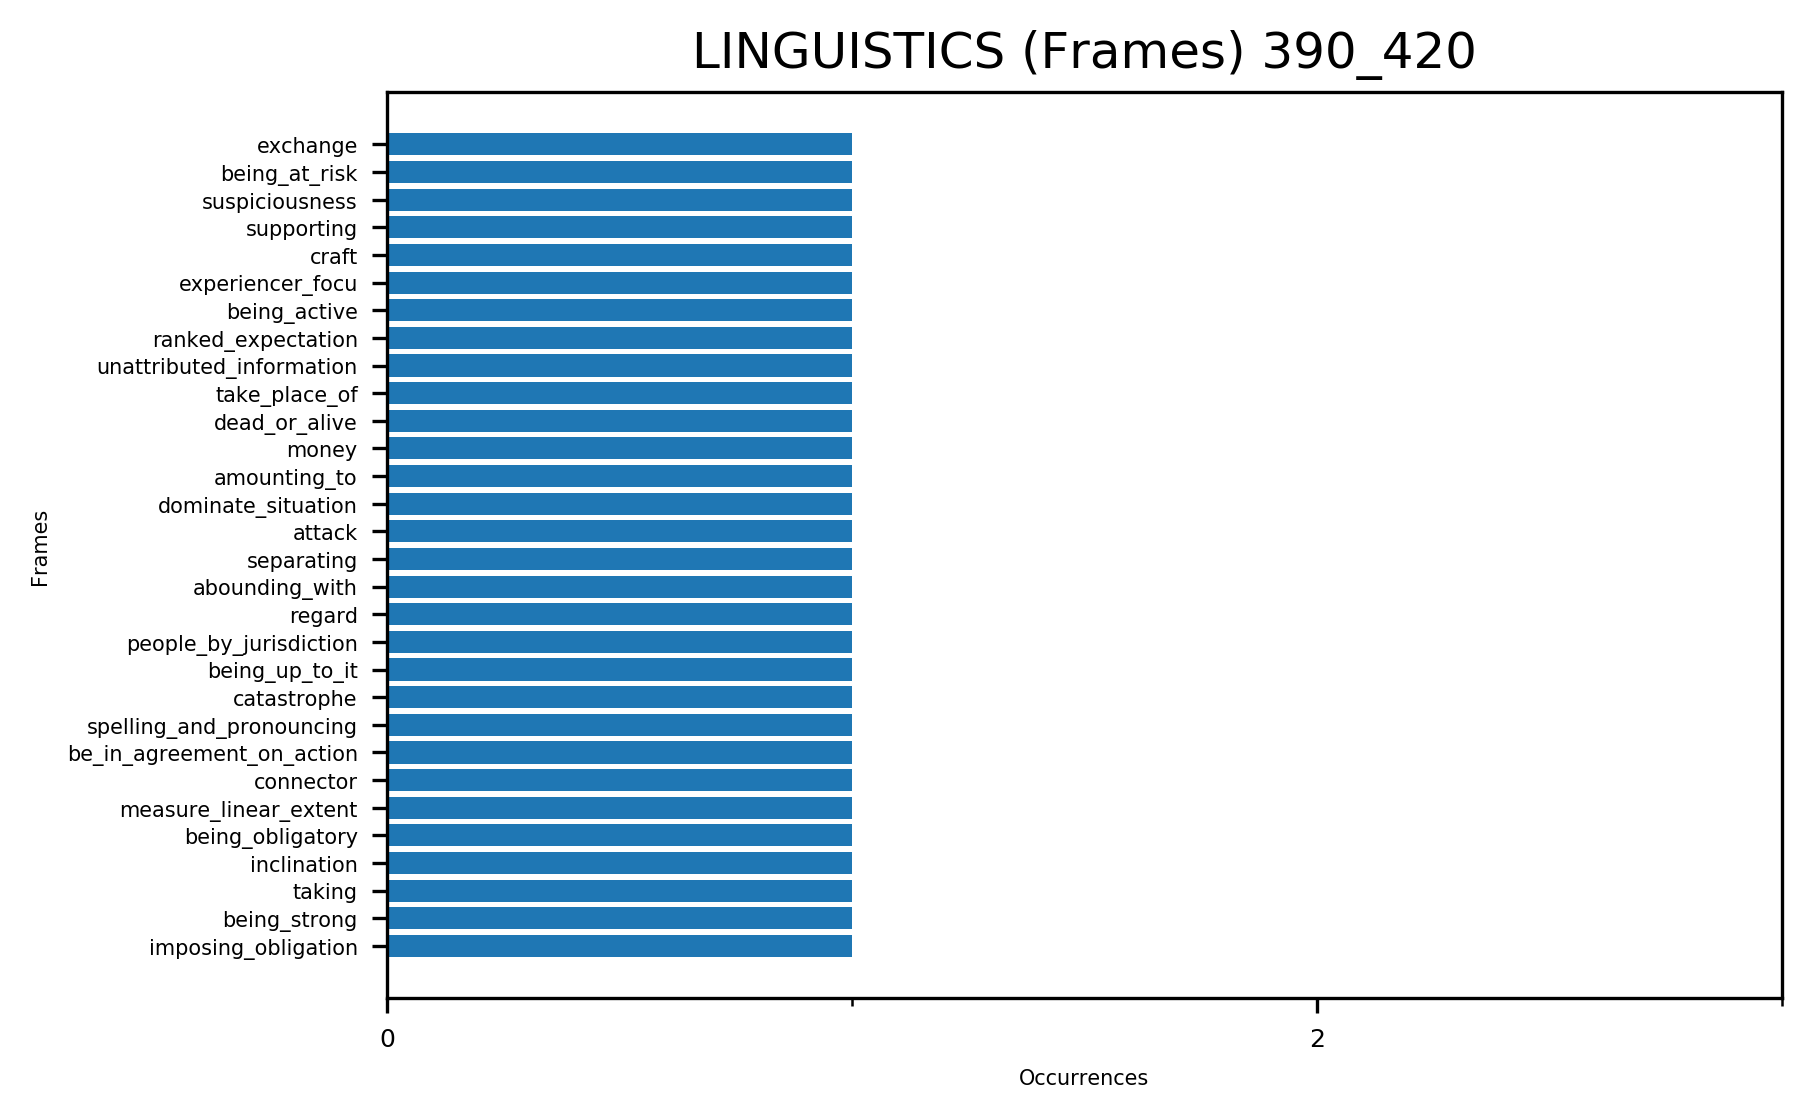 LINGUISTICS (Frames) 390_420
exchange
being_at_risk
suspiciousness
supporting
craft
experiencer_focu
being_active
ranked_expectation
unattributed_information
take_place_of
dead_or_alive
money
amounting_to
dominate_situation
attack
separating
abounding_with
regard
people_by_jurisdiction
being_up_to_it
catastrophe
spelling_and_pronouncing
be_in_agreement_on_action
connector
measure_linear_extent
being_obligatory
inclination
taking
being_strong
imposing_obligation
Frames
0
2
Occurrences